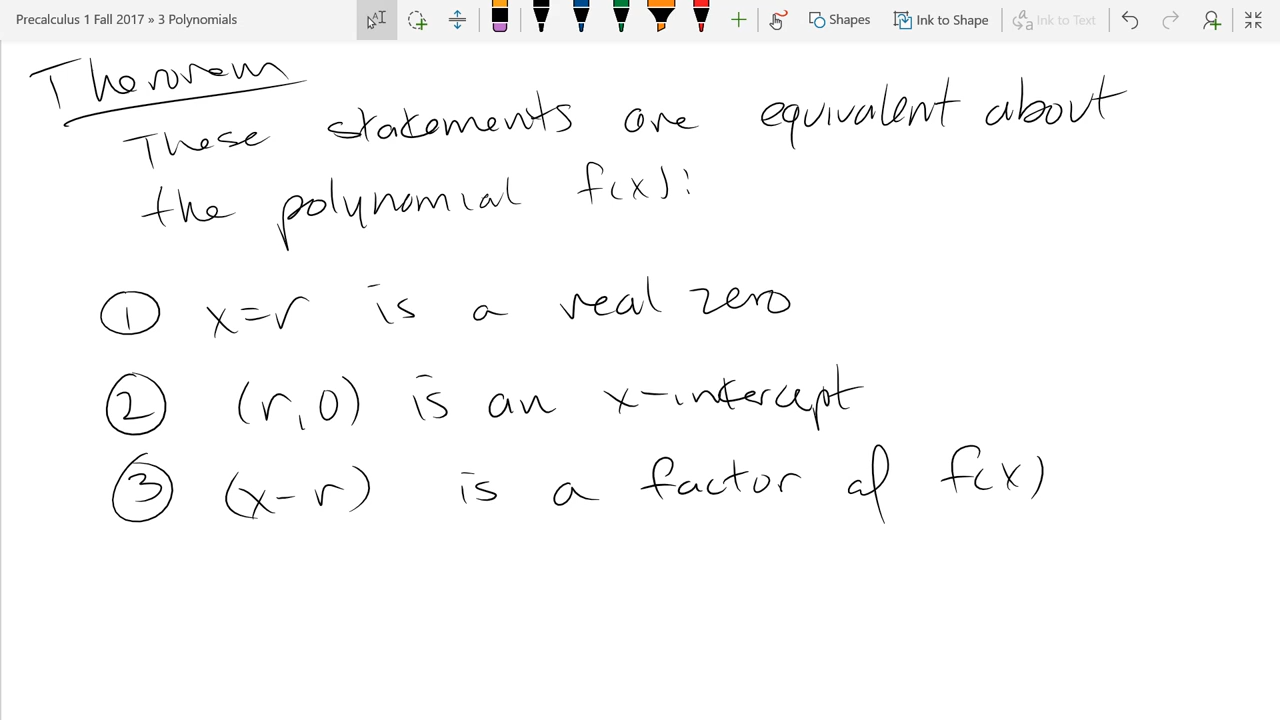 Precalculus 1 Fall 2017 » 3 Polynomials
Shapes
Ink to Shape
Ink to Text
Theorem
These statements are equivalent about
the polynomial f(x):
① x=r is a real zero
② (r,0) is an x-intercept
③ (x-r) is a factor of f(x)